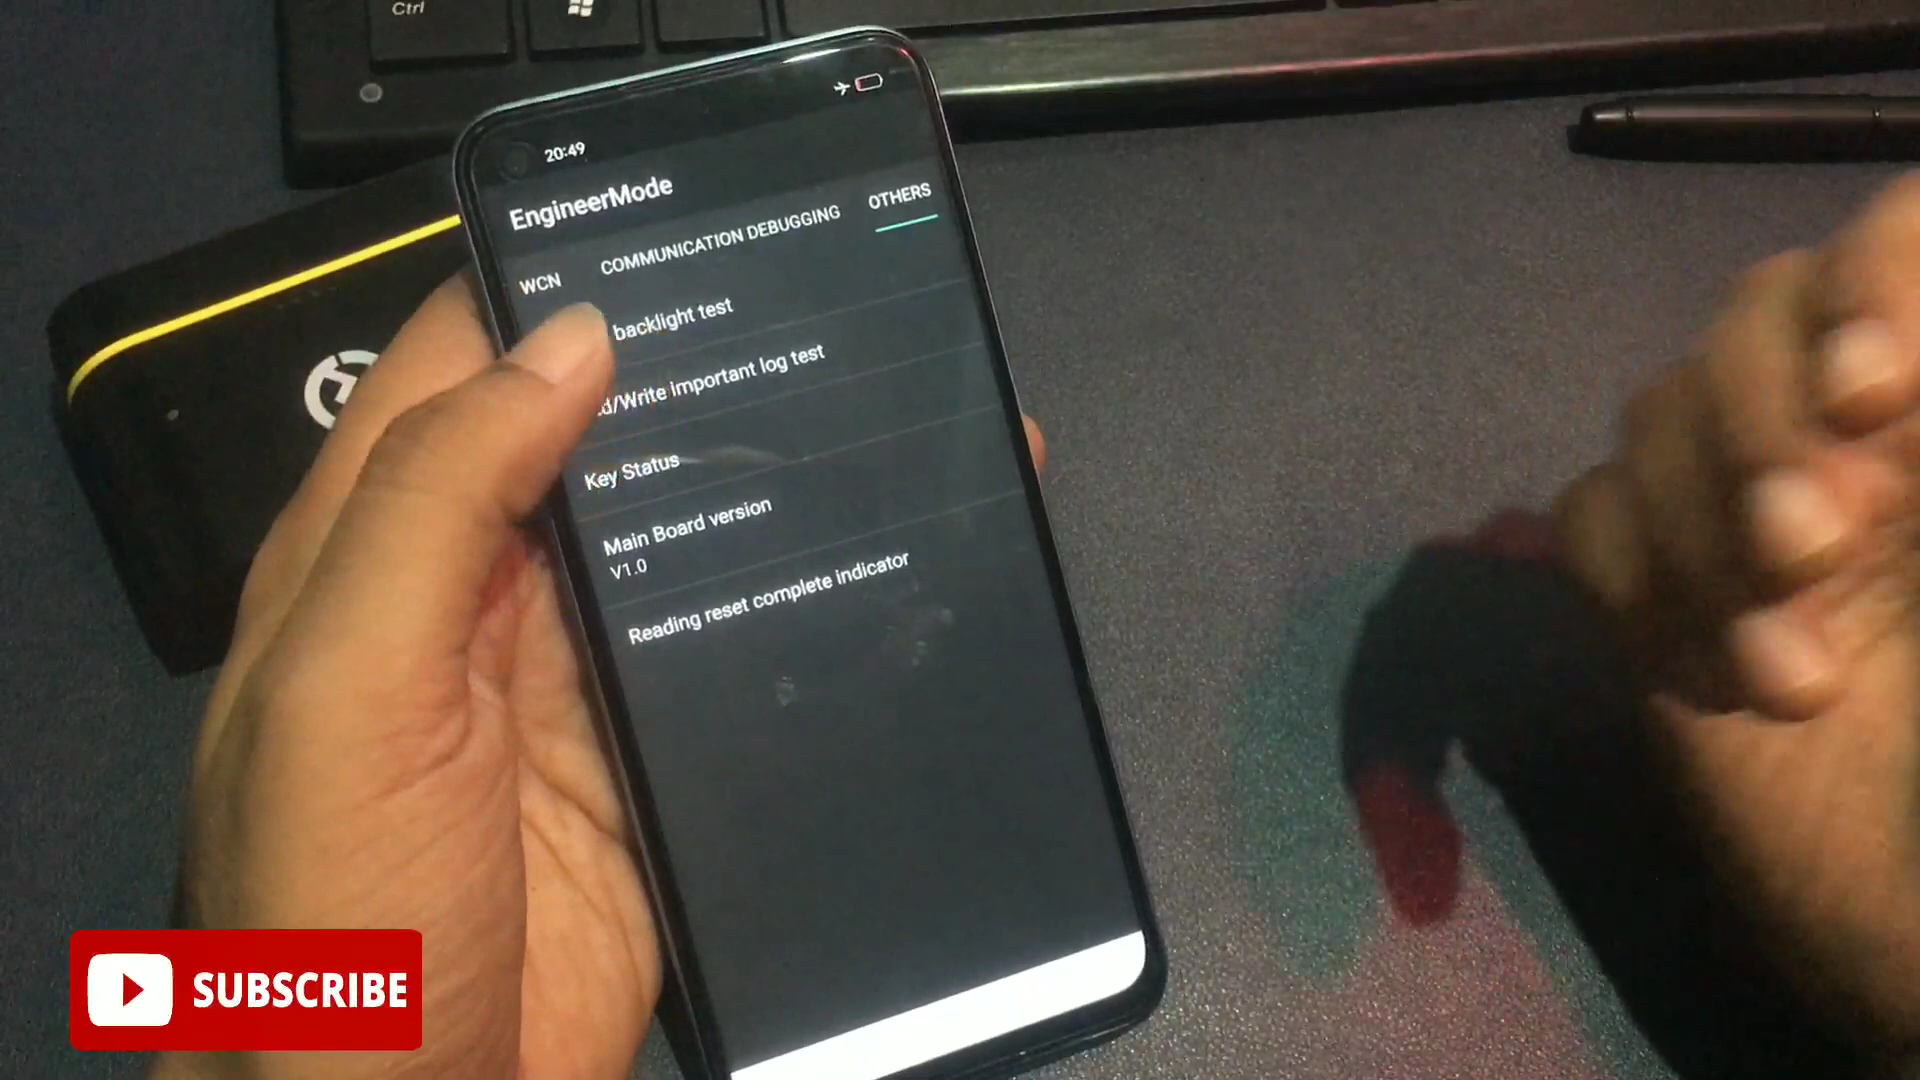 Ctrl
20:49
EngineerMode
WCN COMMUNICATION DEBUGGING OTHERS
backlight test
d/Write important log test
Key Status
Main Board version
V1.0
Reading reset complete indicator
SUBSCRIBE